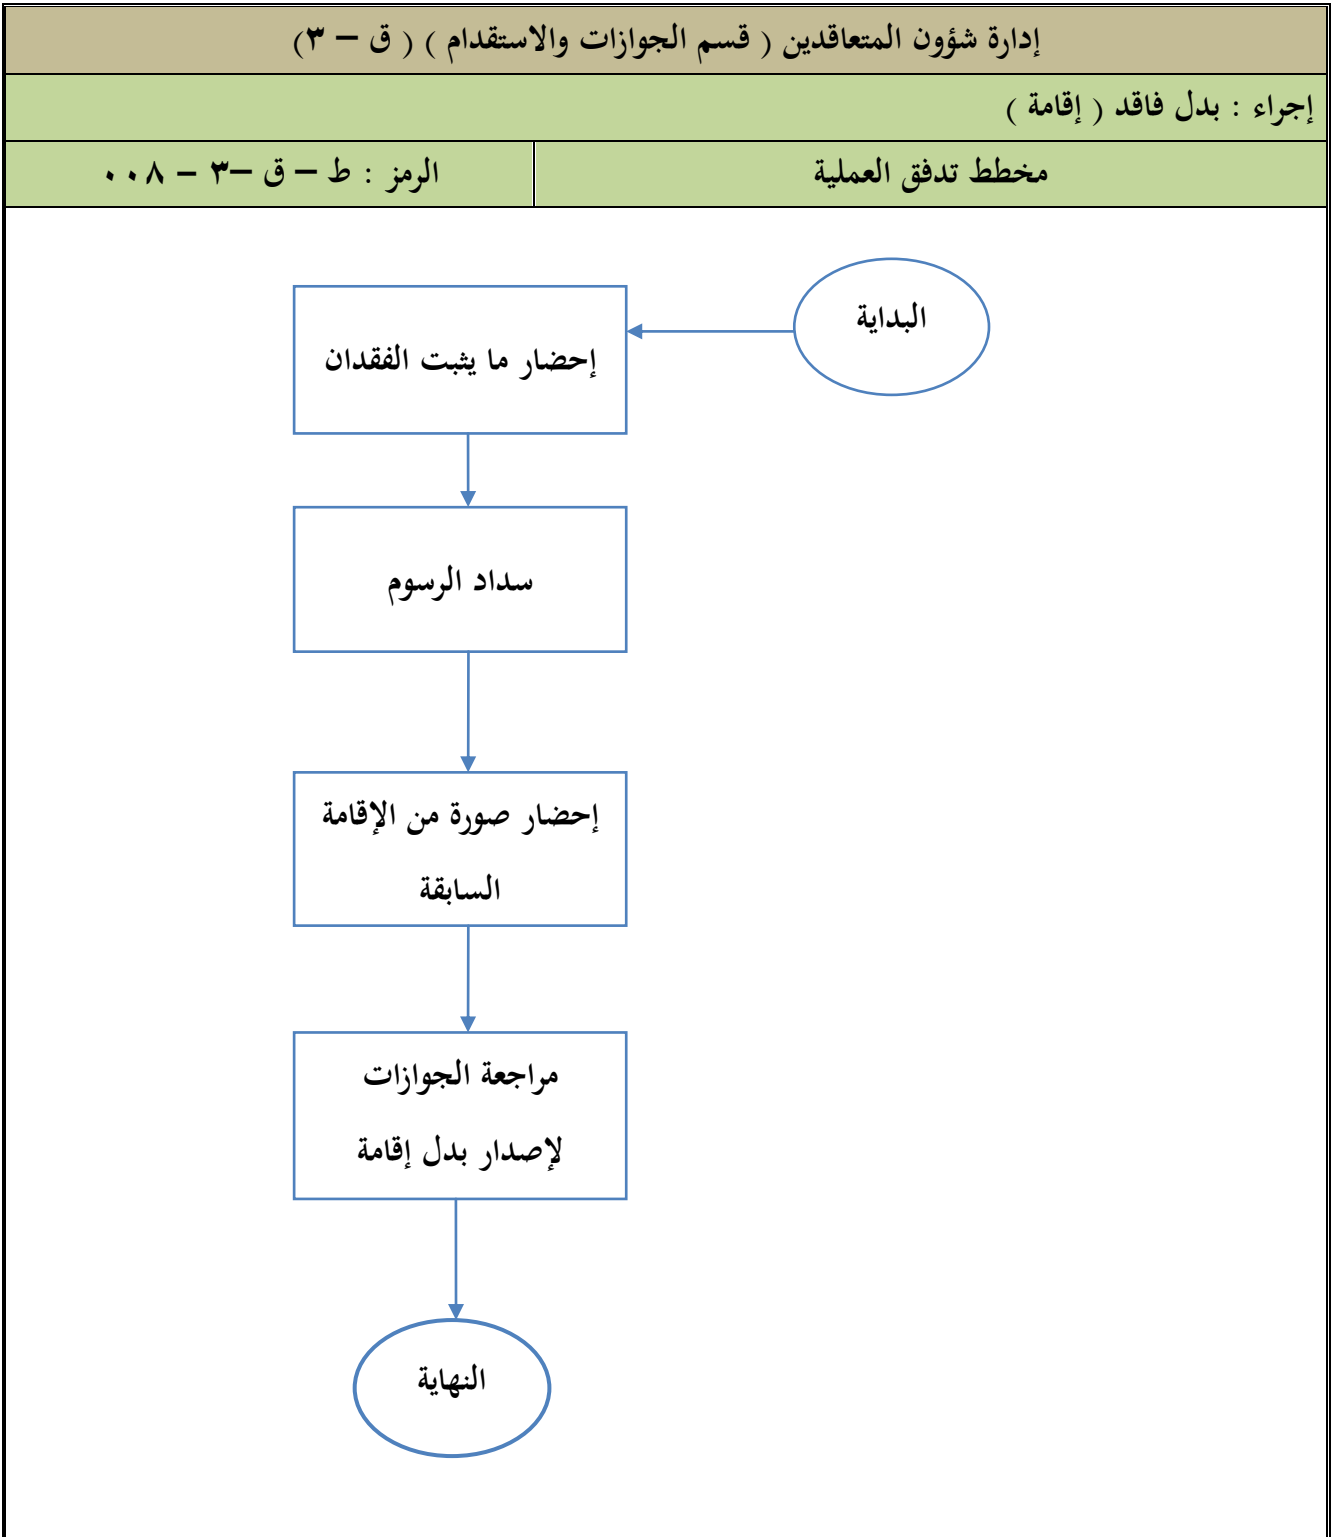 إدارة شؤون المتعاقدين ( قسم الجوازات والاستقدام ) ( ق – ٣)
إجراء : بدل فاقد ( إقامة )
مخطط تدفق العملية
الرمز : ط – ق –٣ – ٠٠٨
البداية
إحضار ما يثبت الفقدان
سداد الرسوم
إحضار صورة من الإقامة
السابقة
مراجعة الجوازات
لإصدار بدل إقامة
النهاية